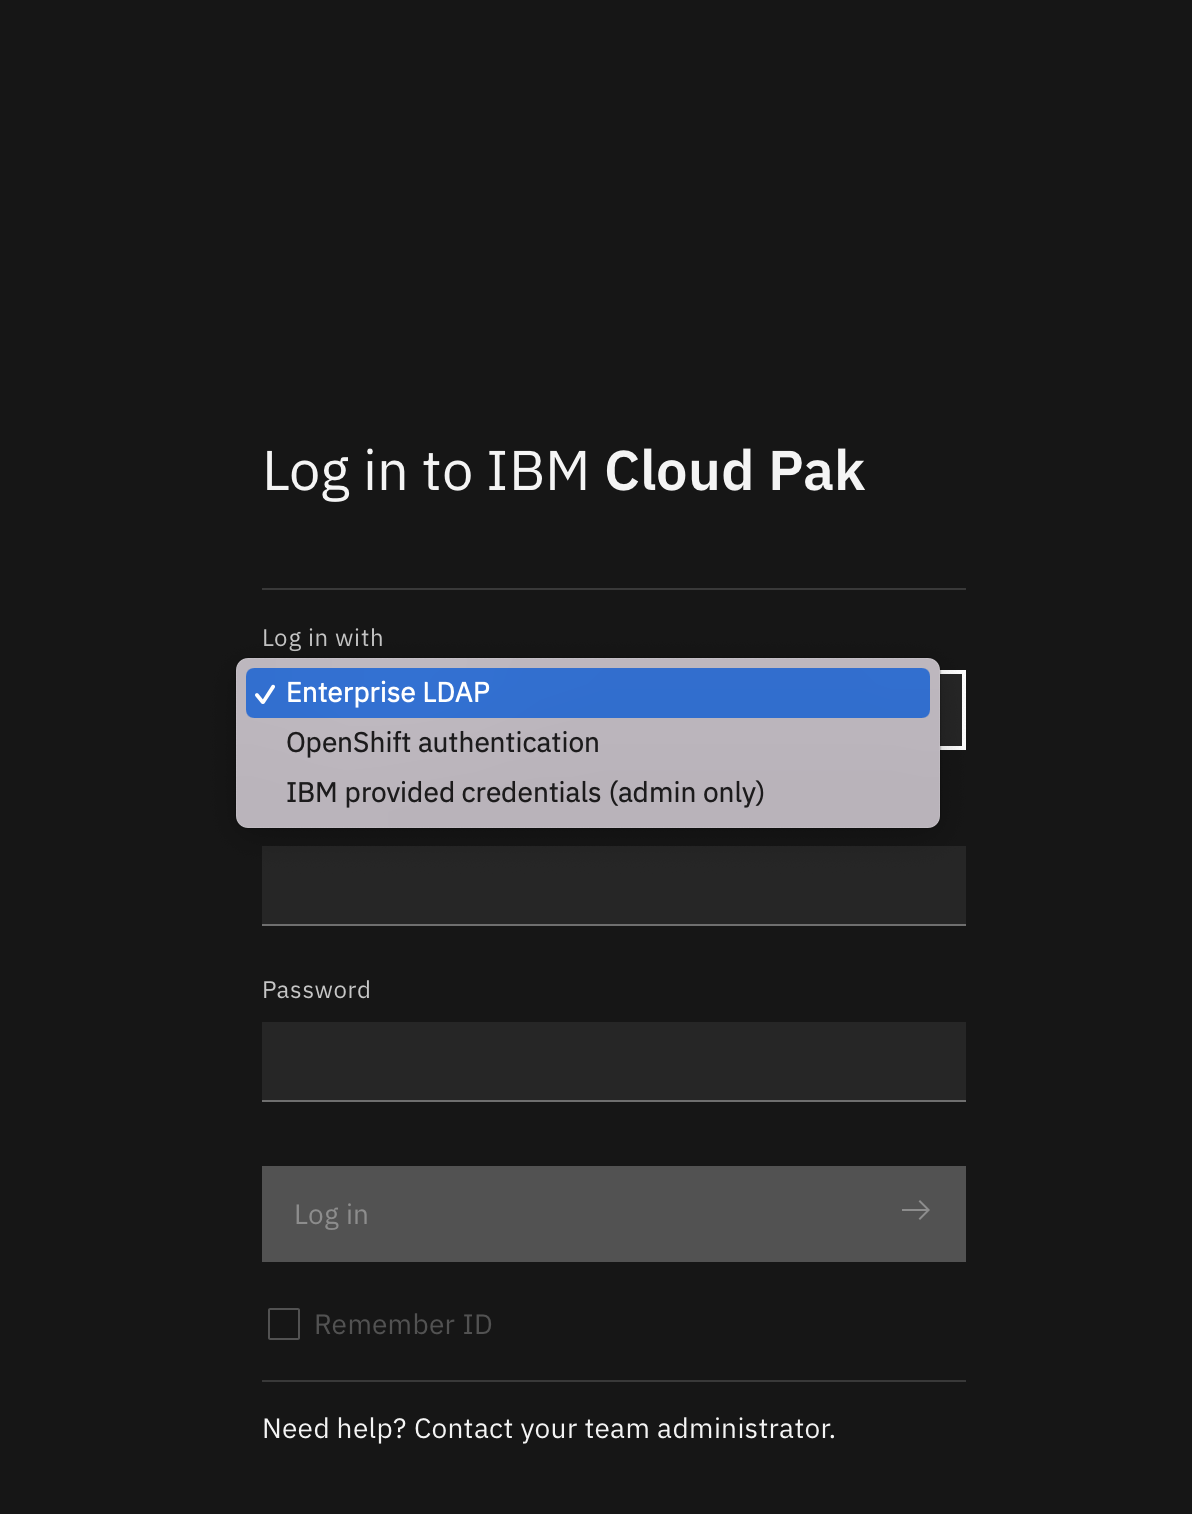 Log in to IBM Cloud Pak
Log in with
Enterprise LDAP
OpenShift authentication
IBM provided credentials (admin only)
Password
Log in
Remember ID
Need help? Contact your team administrator.